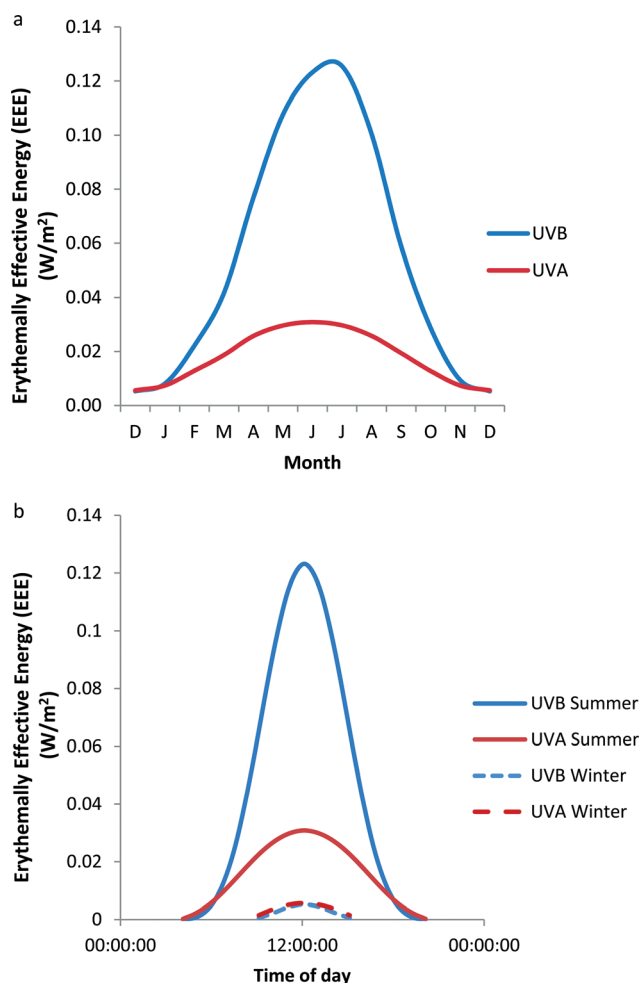 a
Erythemally Effective Energy (EEE)
(W/m²)
0.14
0.12
0.10
0.08
0.06
0.04
0.02
0.00
D J F M A M J J A S O N D
Month
UVB
UVA
b
Erythemally Effective Energy (EEE)
(W/m²)
0.14
0.12
0.1
0.08
0.06
0.04
0.02
0
00:00:00 12:00:00 00:00:00
Time of day
UVB Summer
UVA Summer
UVB Winter
UVA Winter